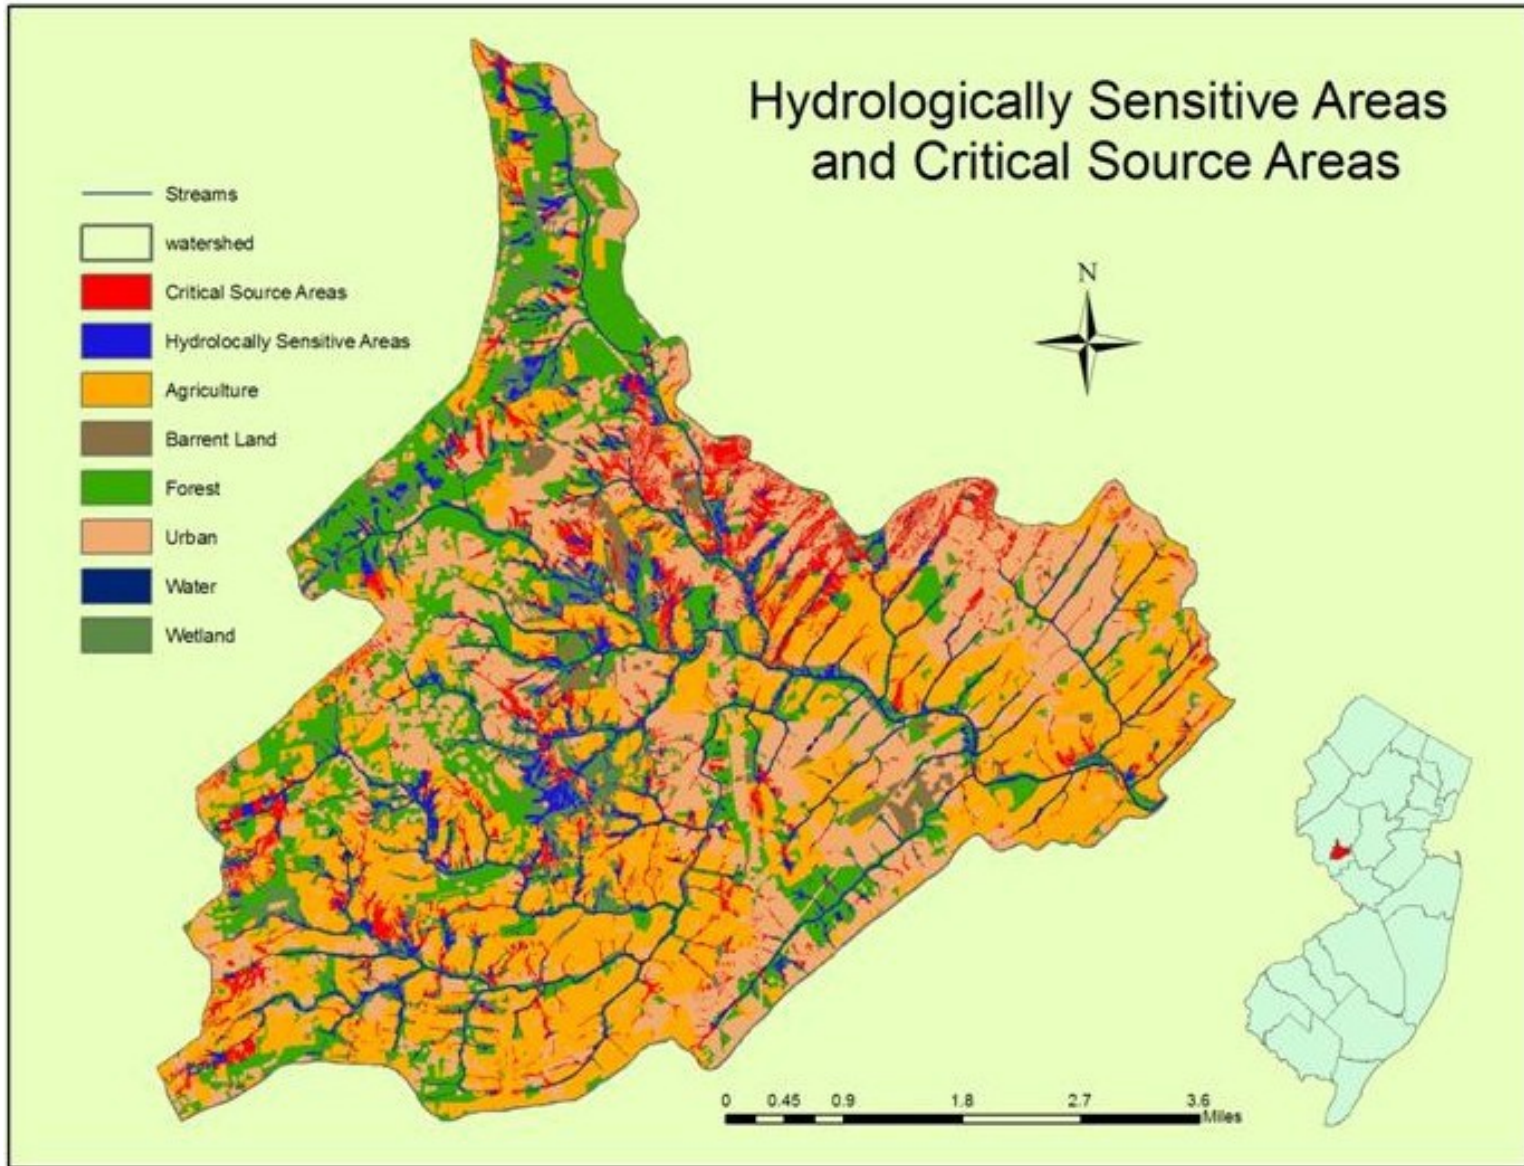 Hydrologically Sensitive Areas
and Critical Source Areas
Streams
watershed
Critical Source Areas
Hydrolocally Sensitive Areas
Agriculture
Barrent Land
Forest
Urban
Water
Wetland
N
0 0.45 0.9 1.8 2.7 3.6
Miles